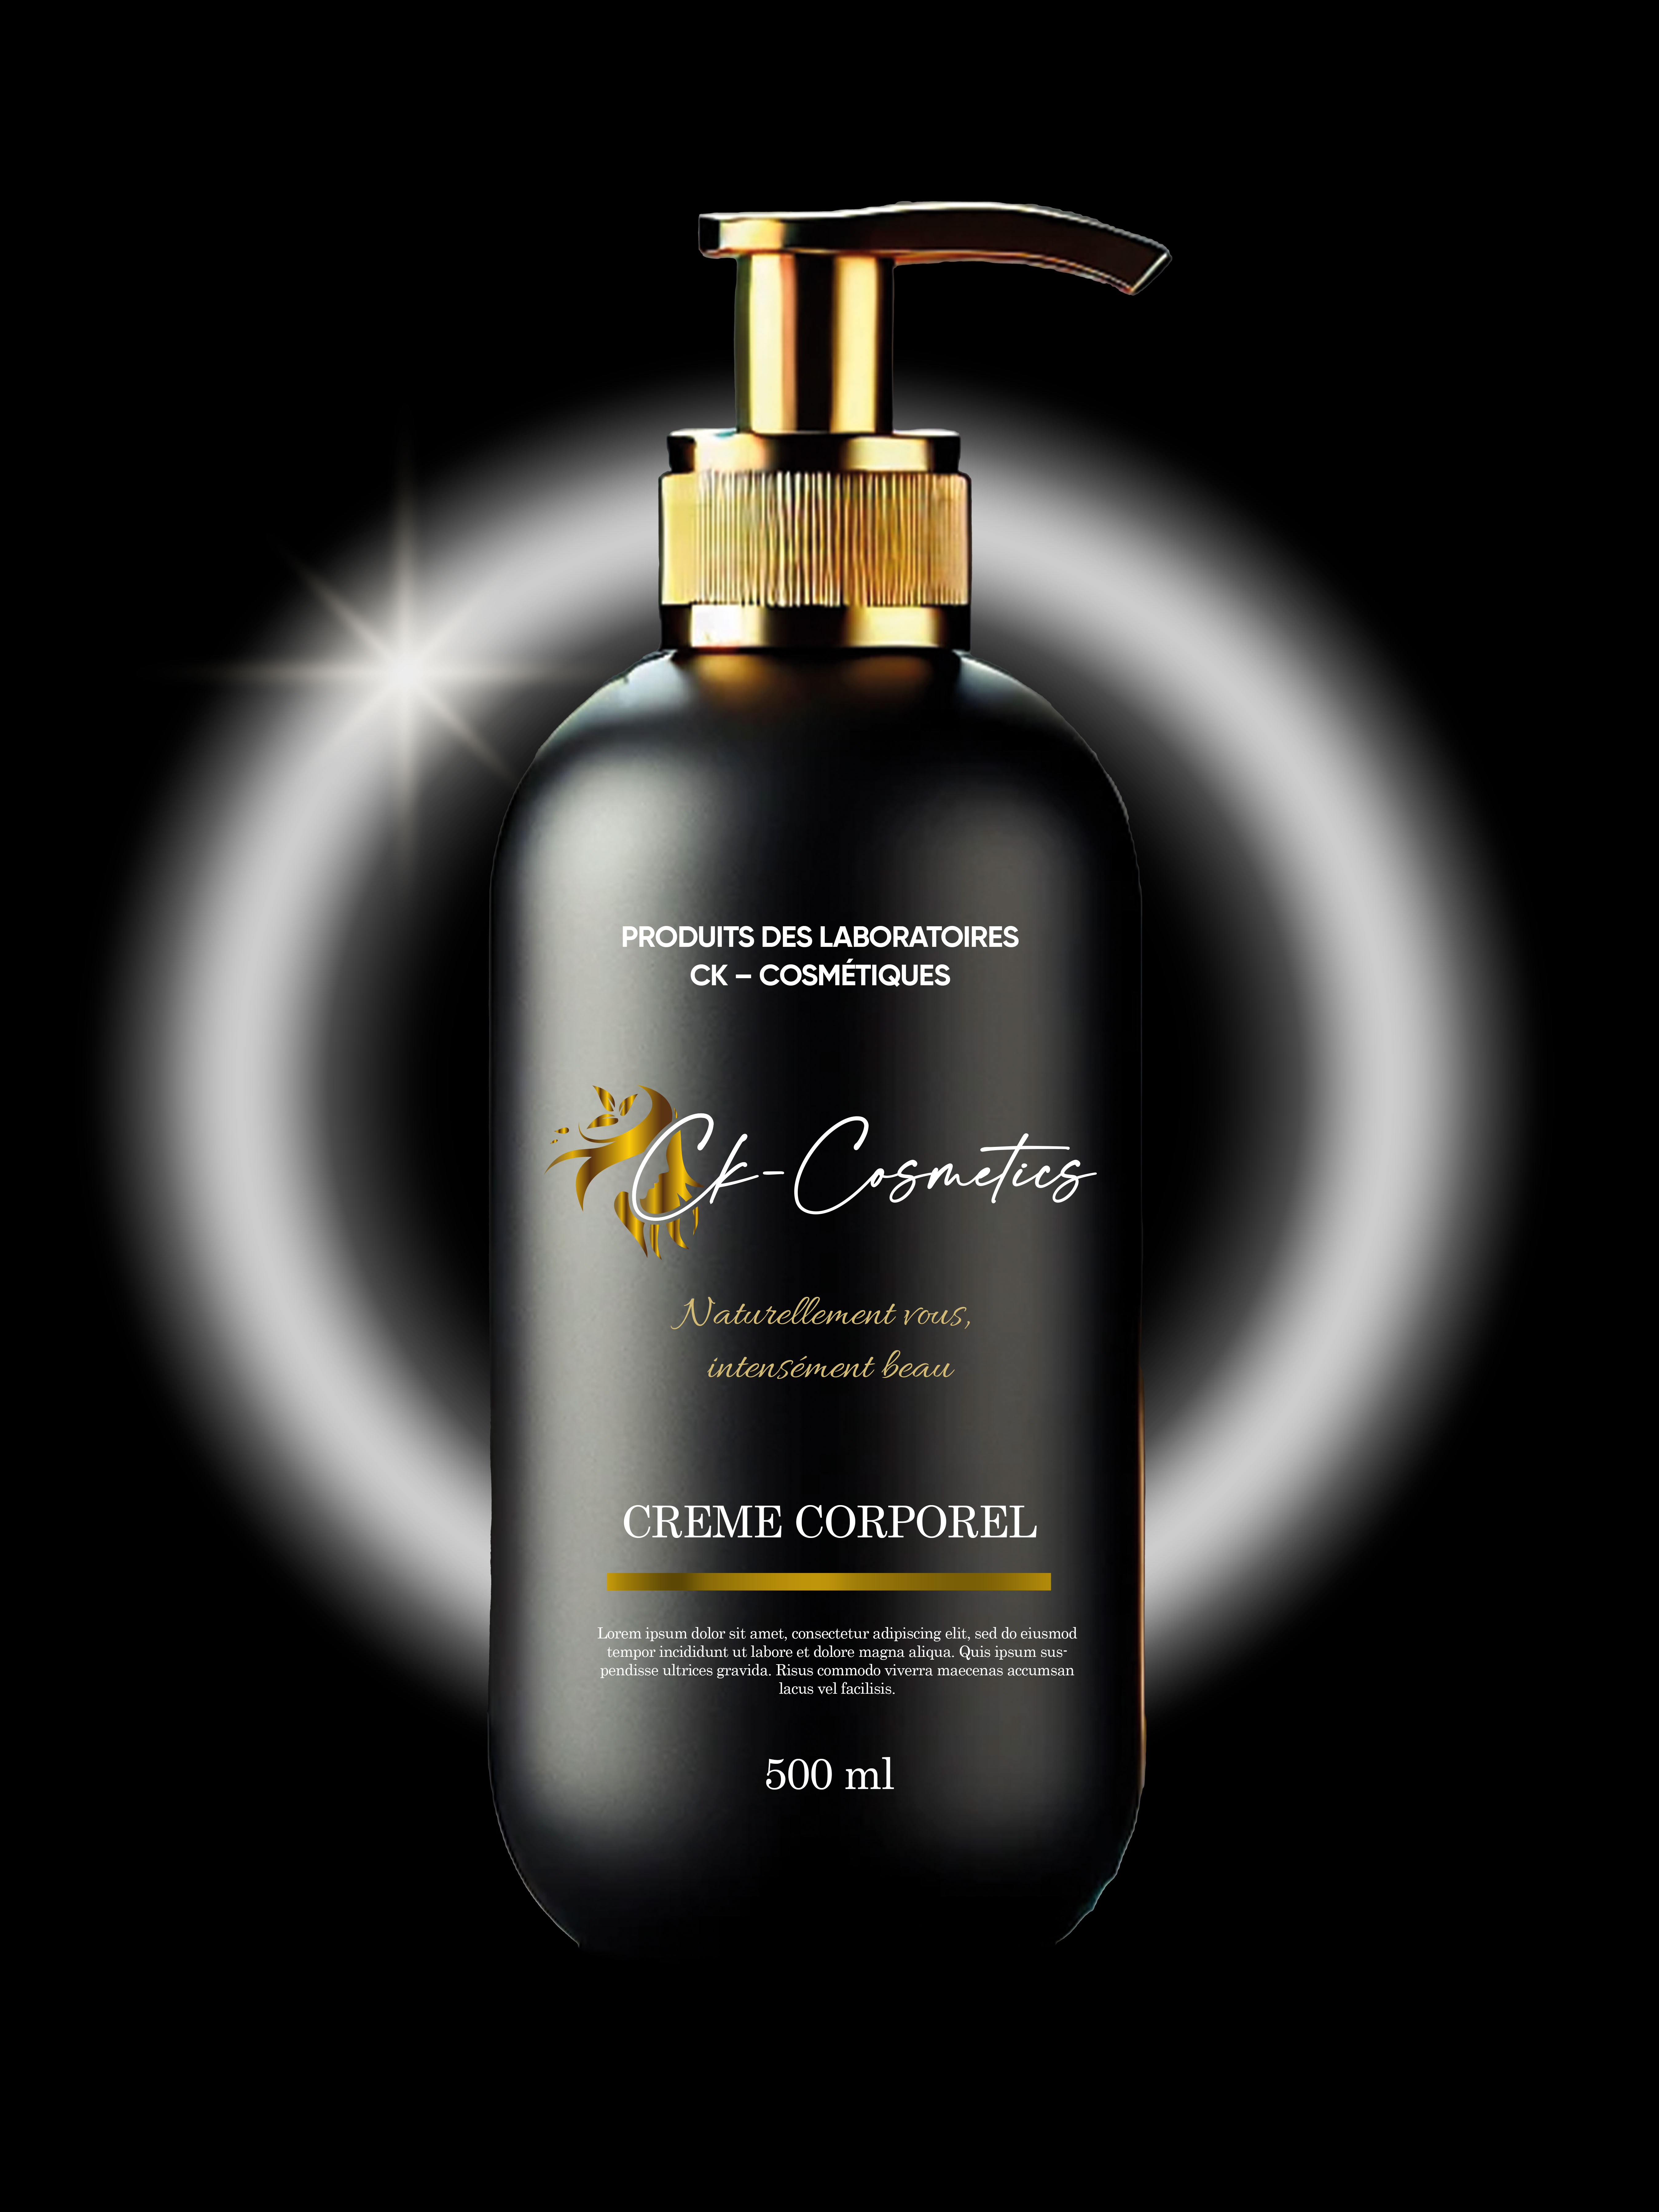 PRODUITS DES LABORATOIRES
CK – COSMÉTIQUES
Ck-Cosmetics
Naturellement vous,
intensément beau
CREME CORPOREL
Lorem ipsum dolor sit amet, consectetur adipiscing elit, sed do eiusmod
tempor incididunt ut labore et dolore magna aliqua. Quis ipsum sus-
pendisse ultrices gravida. Risus commodo viverra maecenas accumsan
lacus vel facilisis.
500 ml